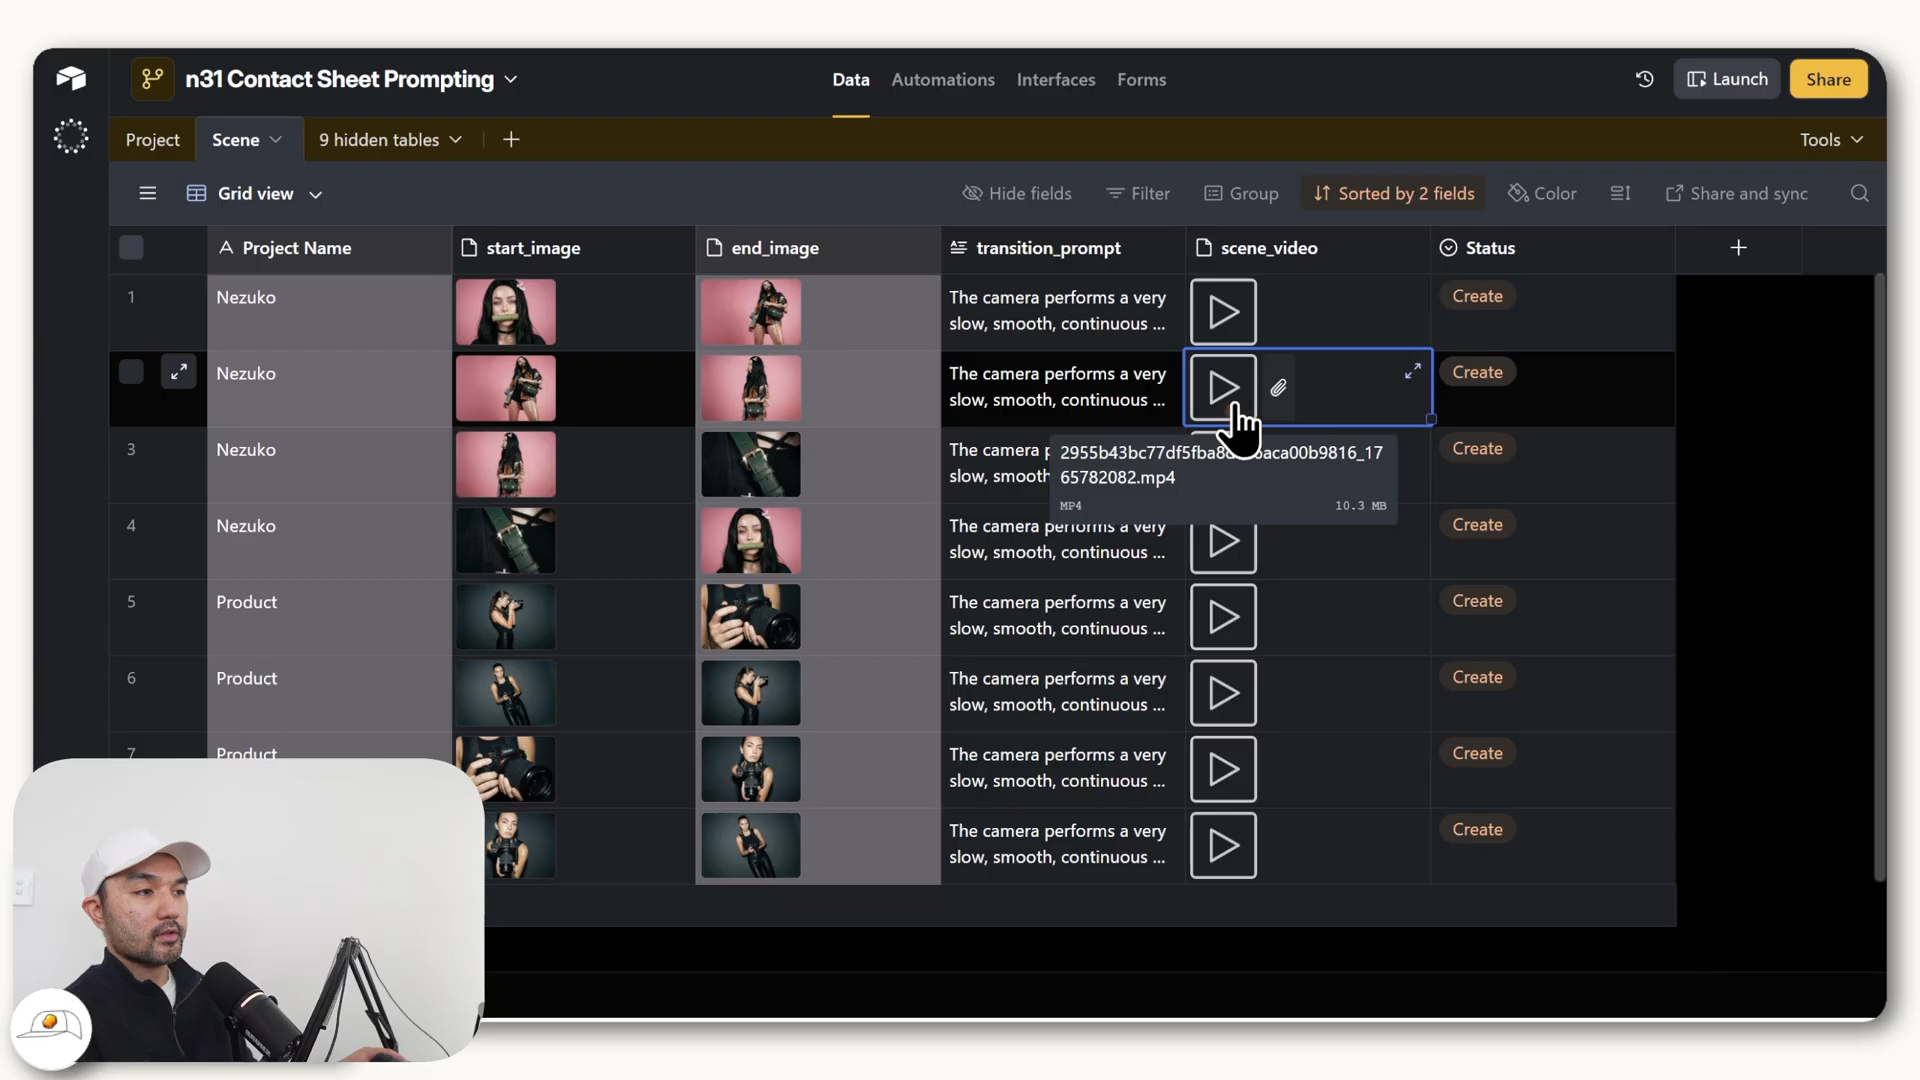 n31 Contact Sheet Prompting
Data Automations Interfaces Forms
Launch Share
Project Scene 9 hidden tables
Tools
Grid view
Hide fields Filter Group Sorted by 2 fields Color Share and sync
Project Name start_image end_image transition_prompt scene_video Status
1 Nezuko The camera performs a very Create
slow, smooth, continuous ...
Nezuko The camera performs a very Create
slow, smooth, continuous ...
3 Nezuko The camera p Create
slow, smooth
2955b43bc77df5fba8 aca00b9816_17
65782082.mp4
MP4 10.3 MB
4 Nezuko The camera performs a very Create
slow, smooth, continuous ...
5 Product The camera performs a very Create
slow, smooth, continuous ...
6 Product The camera performs a very Create
slow, smooth, continuous ...
7 Product The camera performs a very Create
slow, smooth, continuous ...
The camera performs a very Create
slow, smooth, continuous ...